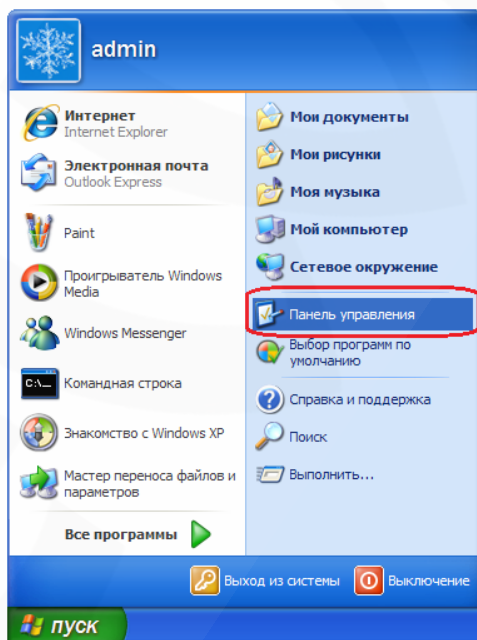 admin
Интернет
Internet Explorer
Электронная почта
Outlook Express
Paint
Проигрыватель Windows
Media
Windows Messenger
C:\_
Командная строка
Знакомство с Windows XP
Мастер переноса файлов и
параметров
Все программы
Мои документы
Мои рисунки
Моя музыка
Мой компьютер
Сетевое окружение
Панель управления
Выбор программ по
умолчанию
Справка и поддержка
Поиск
Выполнить...
Выход из системы
Выключение
пуск